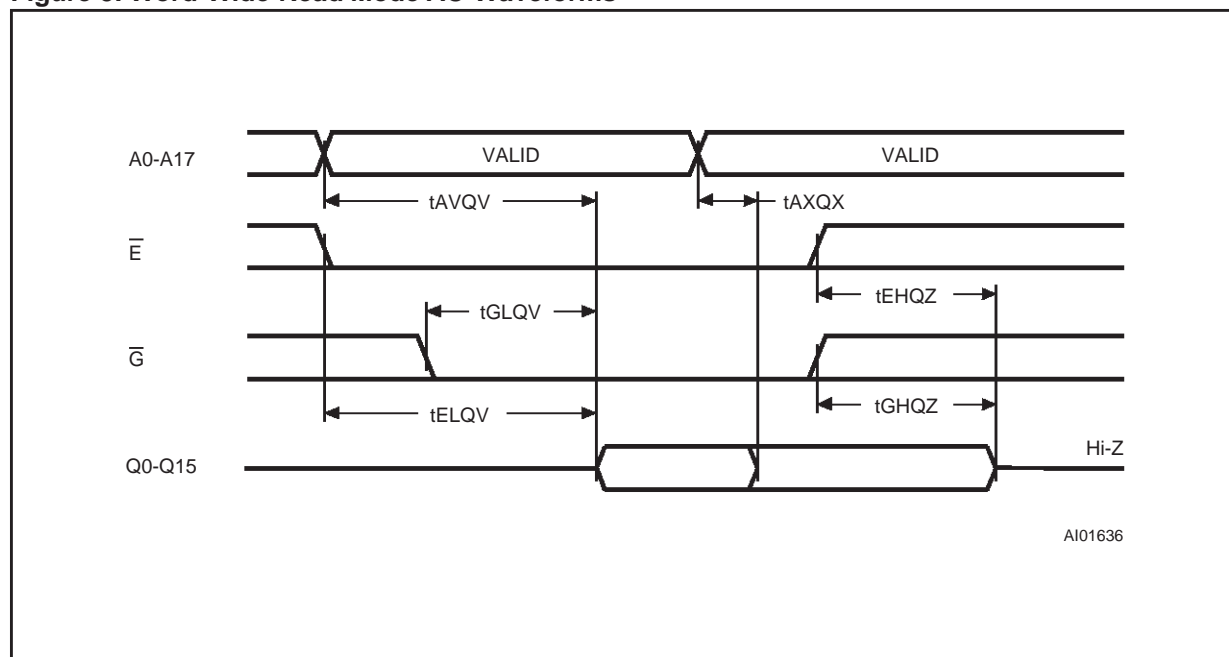 A0-A17
VALID
VALID
tAVQV
tAXQX
E̅
tEHQZ
tGLQV
G̅
tELQV
tGHQZ
Q0-Q15
Hi-Z
AI01636